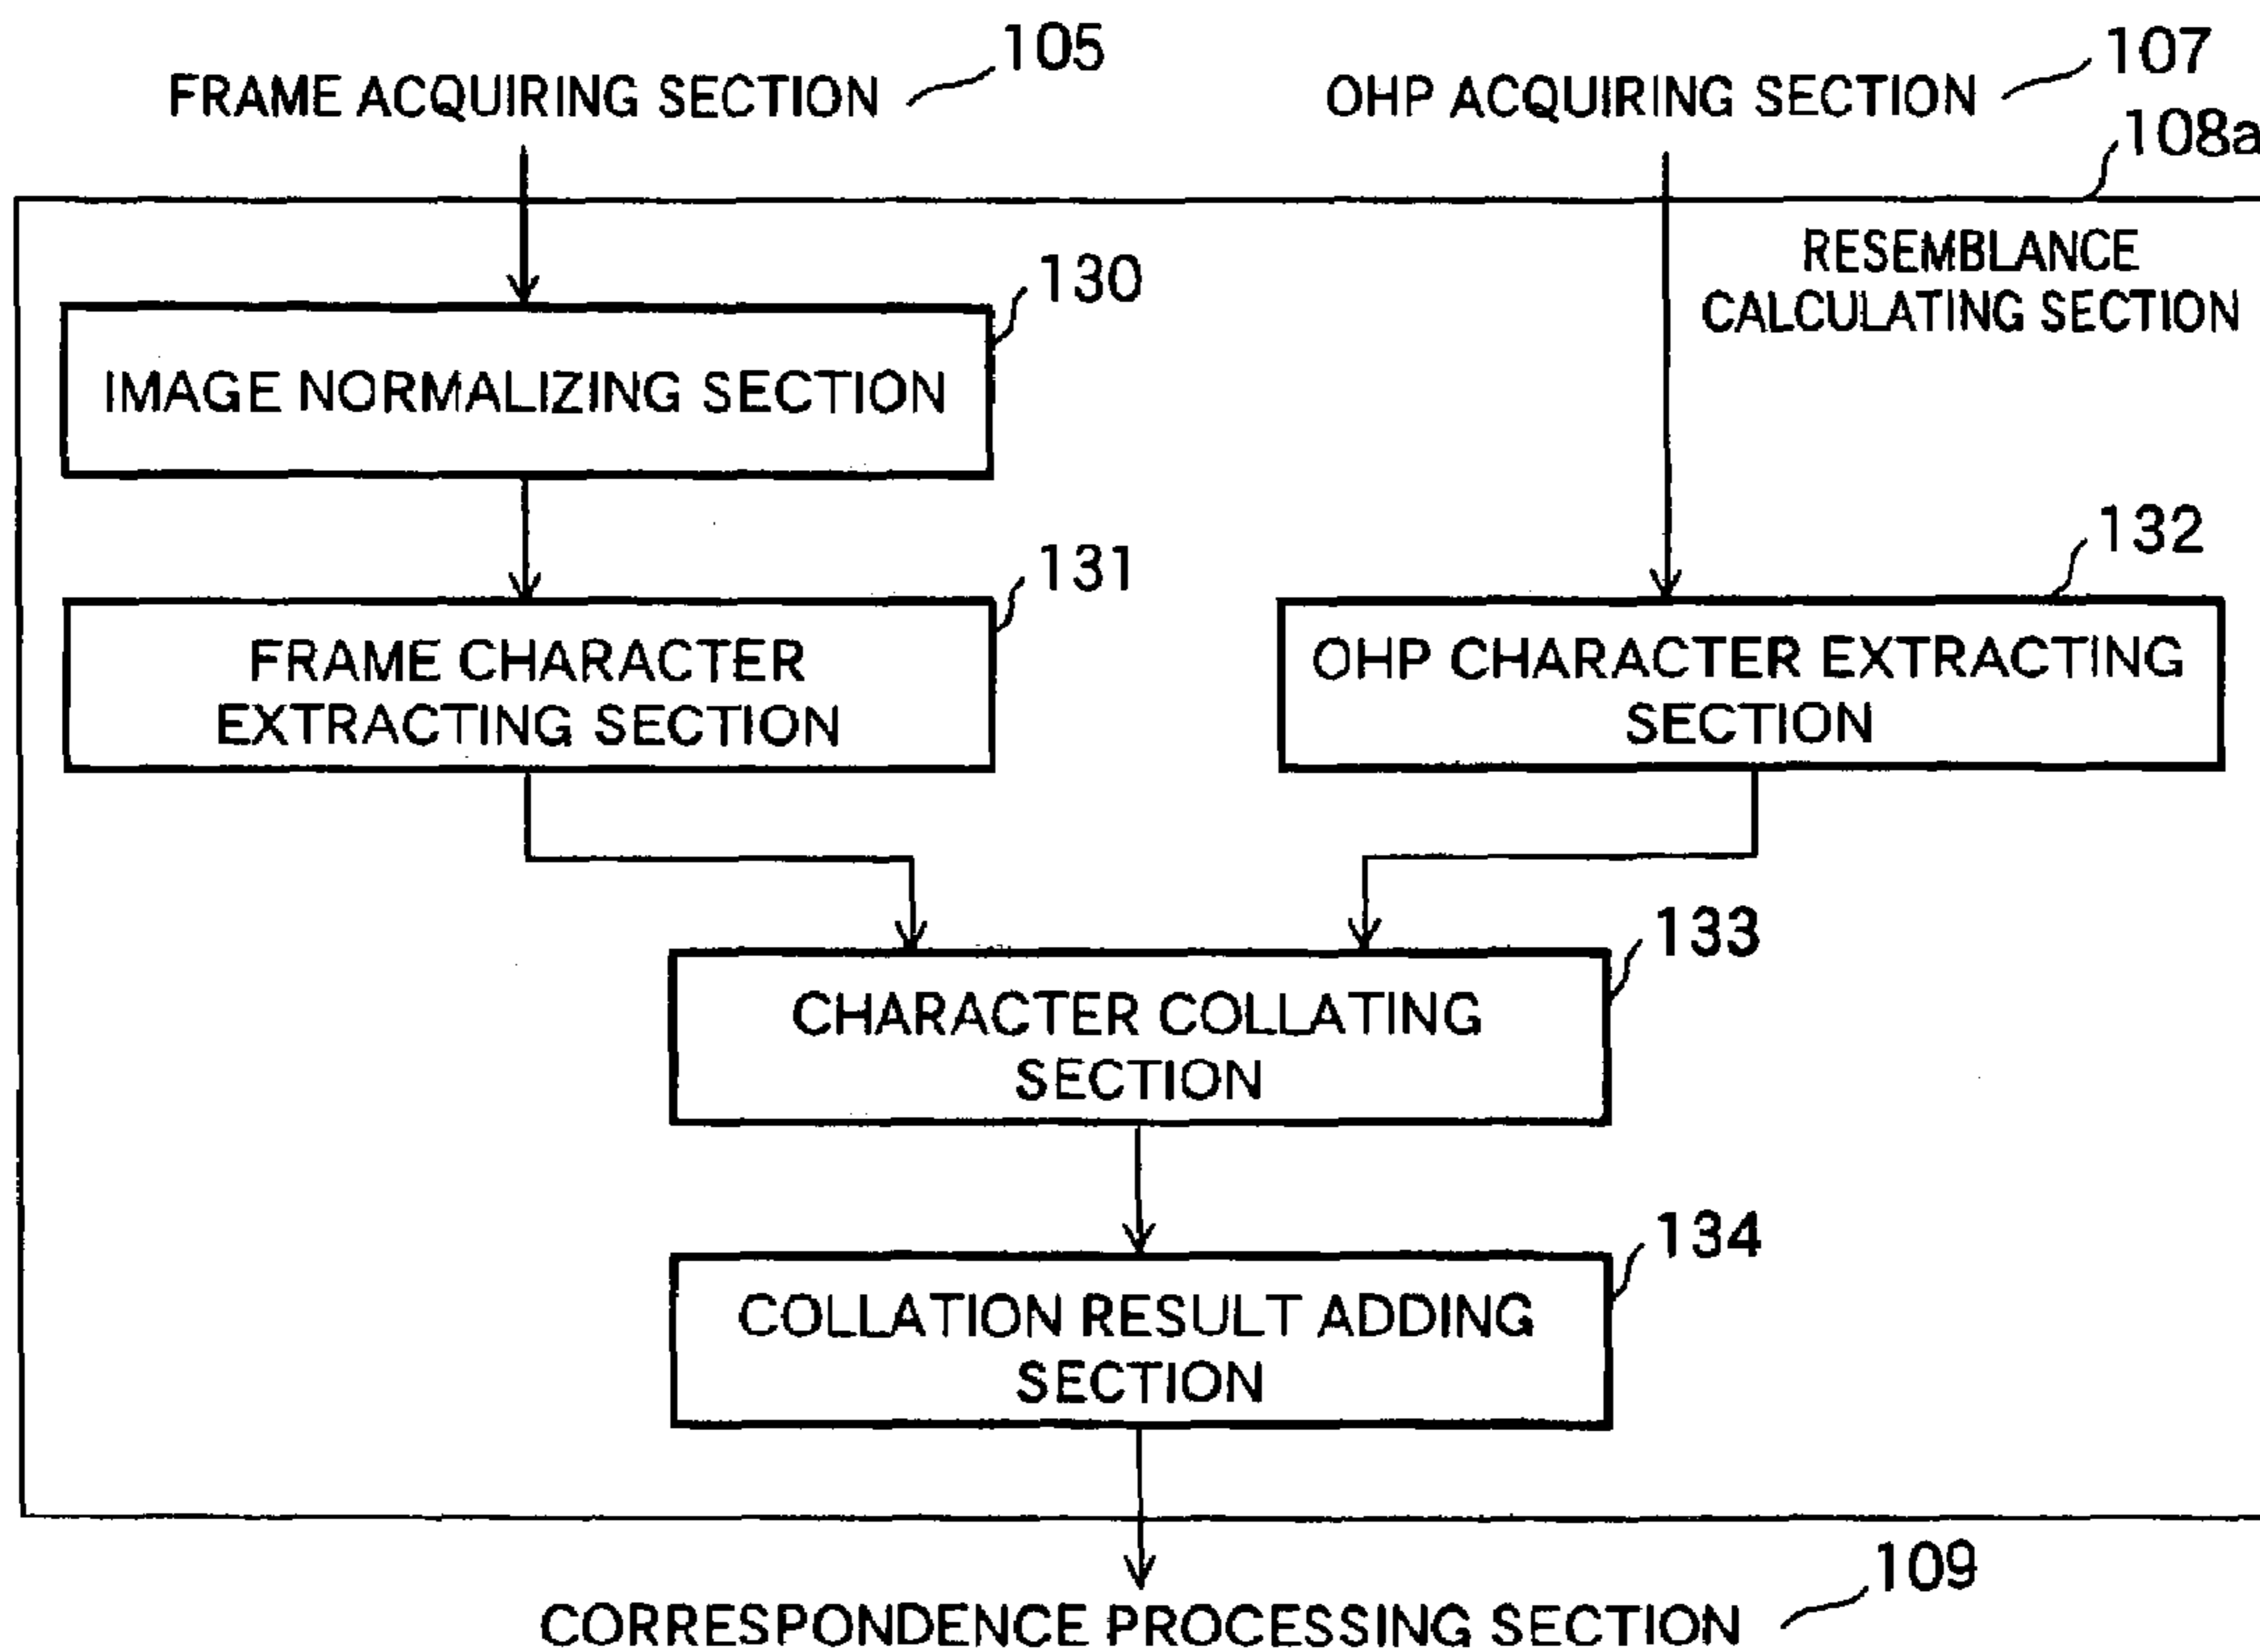 FRAME ACQUIRING SECTION 105
OHP ACQUIRING SECTION 107
108a
RESEMBLANCE
CALCULATING SECTION
130
IMAGE NORMALIZING SECTION
131
FRAME CHARACTER
EXTRACTING SECTION
132
OHP CHARACTER EXTRACTING
SECTION
133
CHARACTER COLLATING
SECTION
134
COLLATION RESULT ADDING
SECTION
CORRESPONDENCE PROCESSING SECTION 109